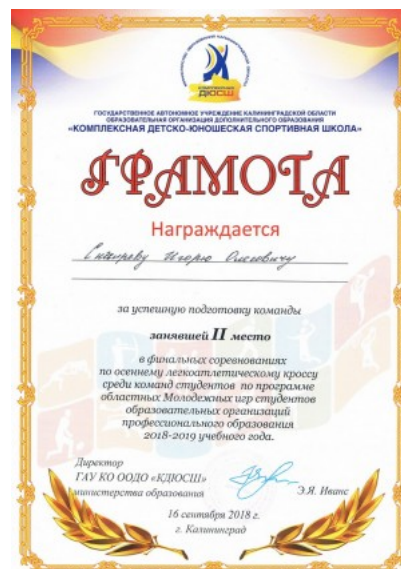 КОМПЛЕКСНАЯ
ДЮСШ
ГОСУДАРСТВЕННОЕ АВТОНОМНОЕ УЧРЕЖДЕНИЕ КАЛИНИНГРАДСКОЙ ОБЛАСТИ
ОБРАЗОВАТЕЛЬНАЯ ОРГАНИЗАЦИЯ ДОПОЛНИТЕЛЬНОГО ОБРАЗОВАНИЯ
«КОМПЛЕКСНАЯ ДЕТСКО-ЮНОШЕСКАЯ СПОРТИВНАЯ ШКОЛА»
ГРАМОТА
Награждается
Игорю Олеговичу
за успешную подготовку команды
занявшей II место
в финальных соревнованиях
по осеннему легкоатлетическому кроссу
среди команд студентов по программе
областных Молодежных игр студентов
образовательных организаций
профессионального образования
2018-2019 учебного года.
Директор
ГАУ КО ООДО «КДЮСШ»
министерства образования
Э.Я. Иванс
16 сентября 2018 г.
г. Калининград